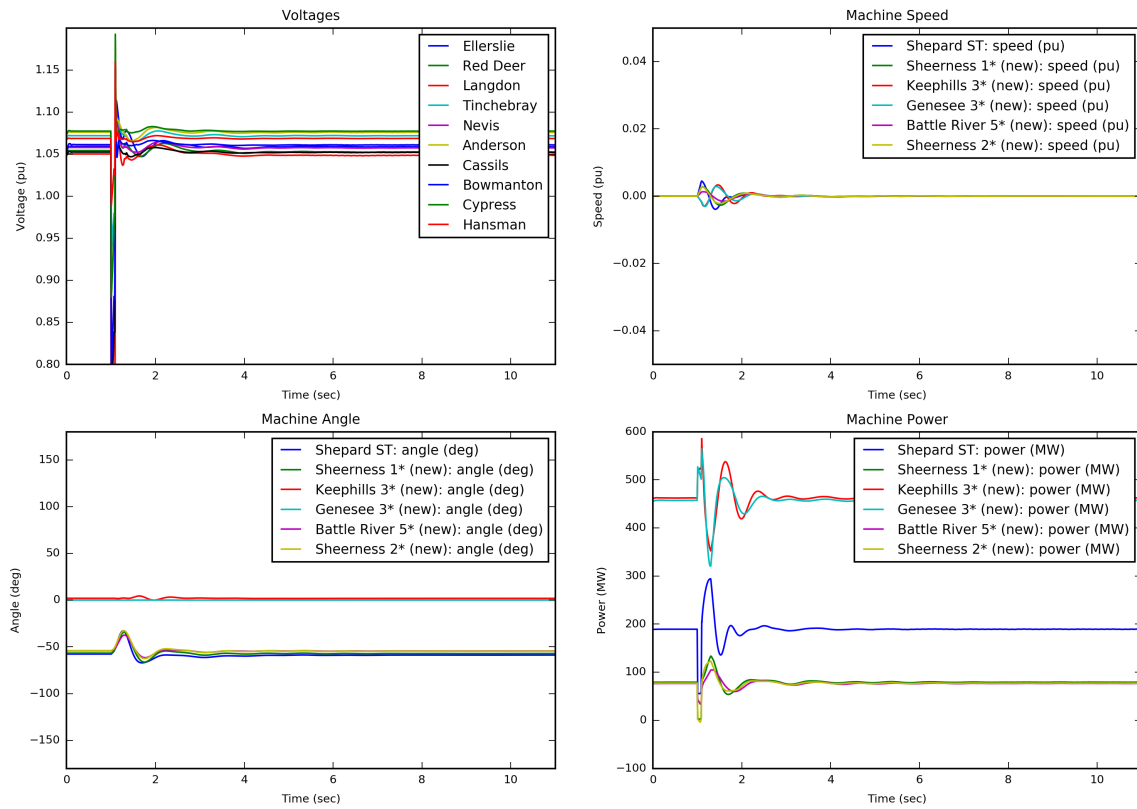 Voltages
Voltage (pu)
1.15
1.10
1.05
1.00
0.95
0.90
0.85
0.80
Ellerslie
Red Deer
Langdon
Tinchebray
Nevis
Anderson
Cassils
Bowmanton
Cypress
Hansman
0 2 4 6 8 10
Time (sec)
Machine Speed
Speed (pu)
0.04
0.02
0.00
−0.02
−0.04
Shepard ST: speed (pu)
Sheerness 1* (new): speed (pu)
Keephills 3* (new): speed (pu)
Genesee 3* (new): speed (pu)
Battle River 5* (new): speed (pu)
Sheerness 2* (new): speed (pu)
0 2 4 6 8 10
Time (sec)
Machine Angle
Angle (deg)
150
100
50
0
−50
−100
−150
Shepard ST: angle (deg)
Sheerness 1* (new): angle (deg)
Keephills 3* (new): angle (deg)
Genesee 3* (new): angle (deg)
Battle River 5* (new): angle (deg)
Sheerness 2* (new): angle (deg)
0 2 4 6 8 10
Time (sec)
Machine Power
Power (MW)
600
500
400
300
200
100
0
−100
Shepard ST: power (MW)
Sheerness 1* (new): power (MW)
Keephills 3* (new): power (MW)
Genesee 3* (new): power (MW)
Battle River 5* (new): power (MW)
Sheerness 2* (new): power (MW)
0 2 4 6 8 10
Time (sec)